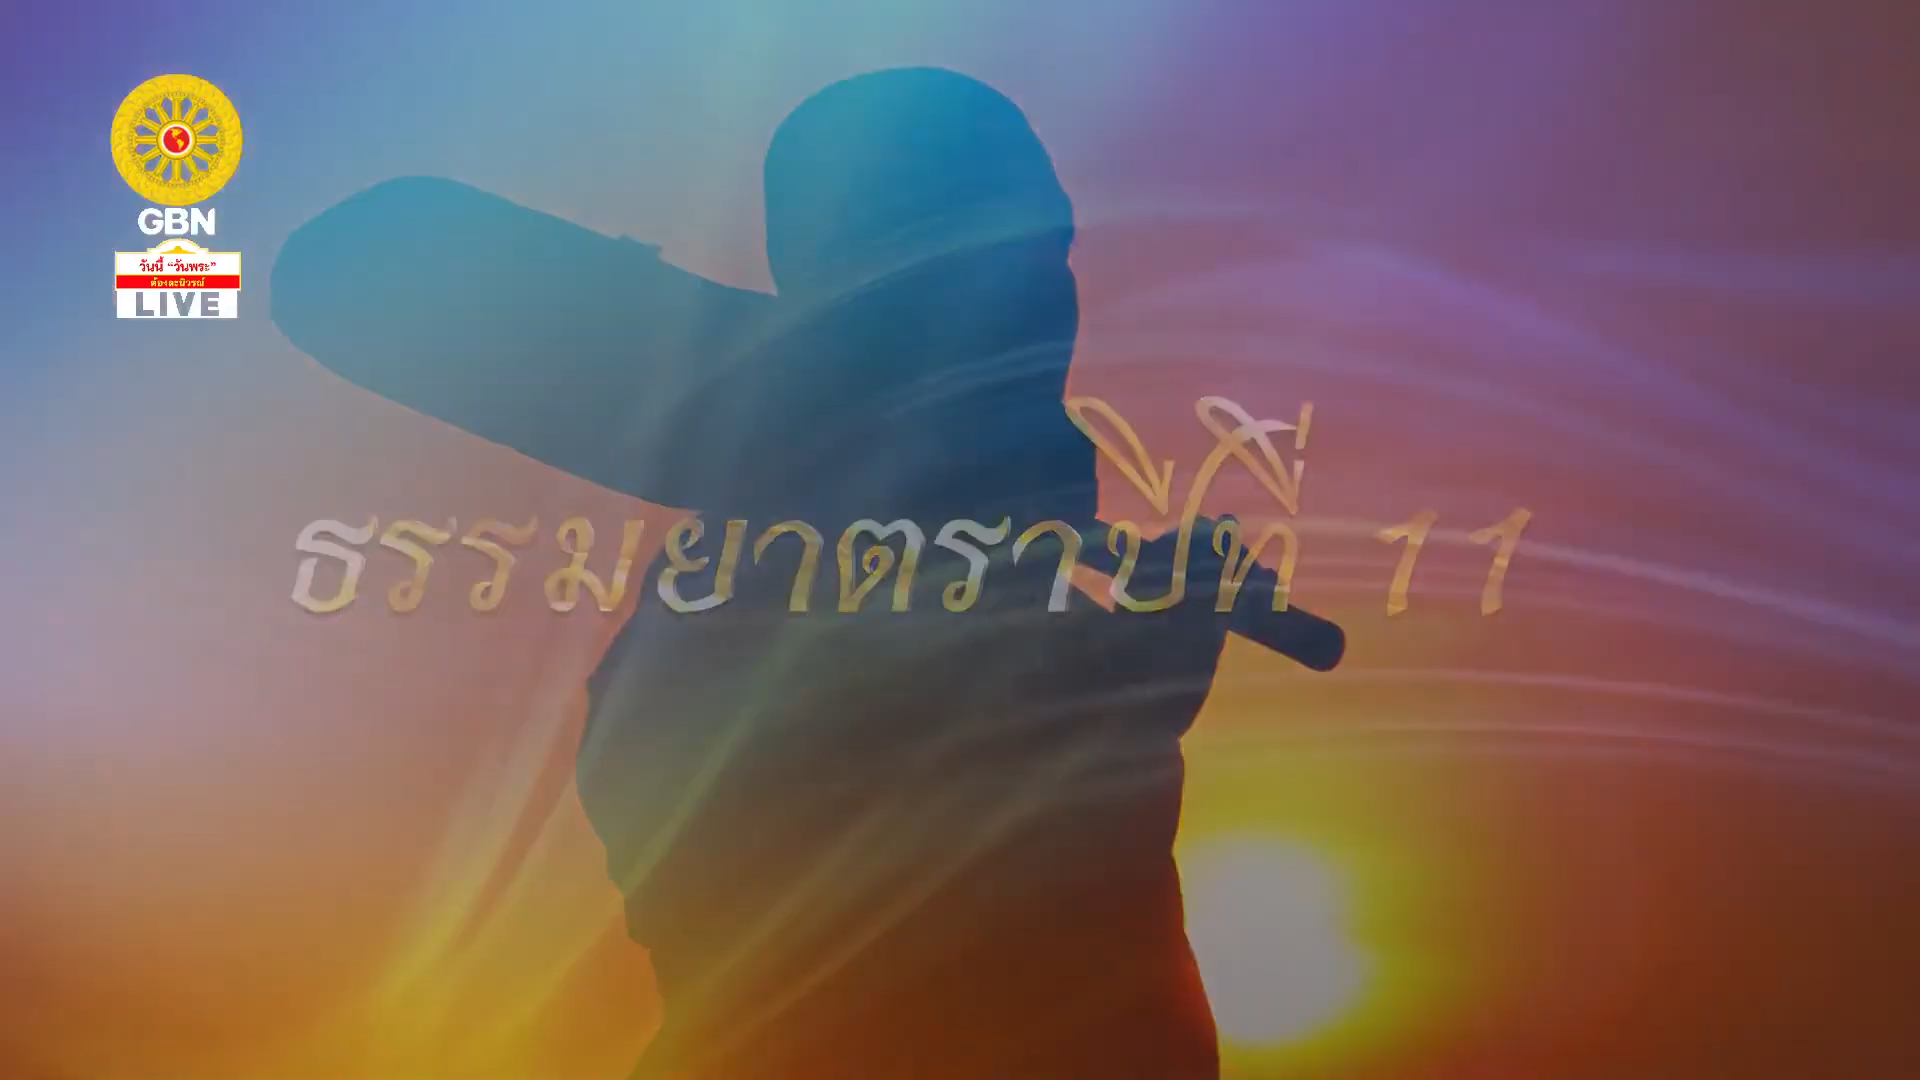 GBN
วันนี้ "วันพระ"
ต้องละนิวรณ์
LIVE
ธรรมยาตราปีที่ 11